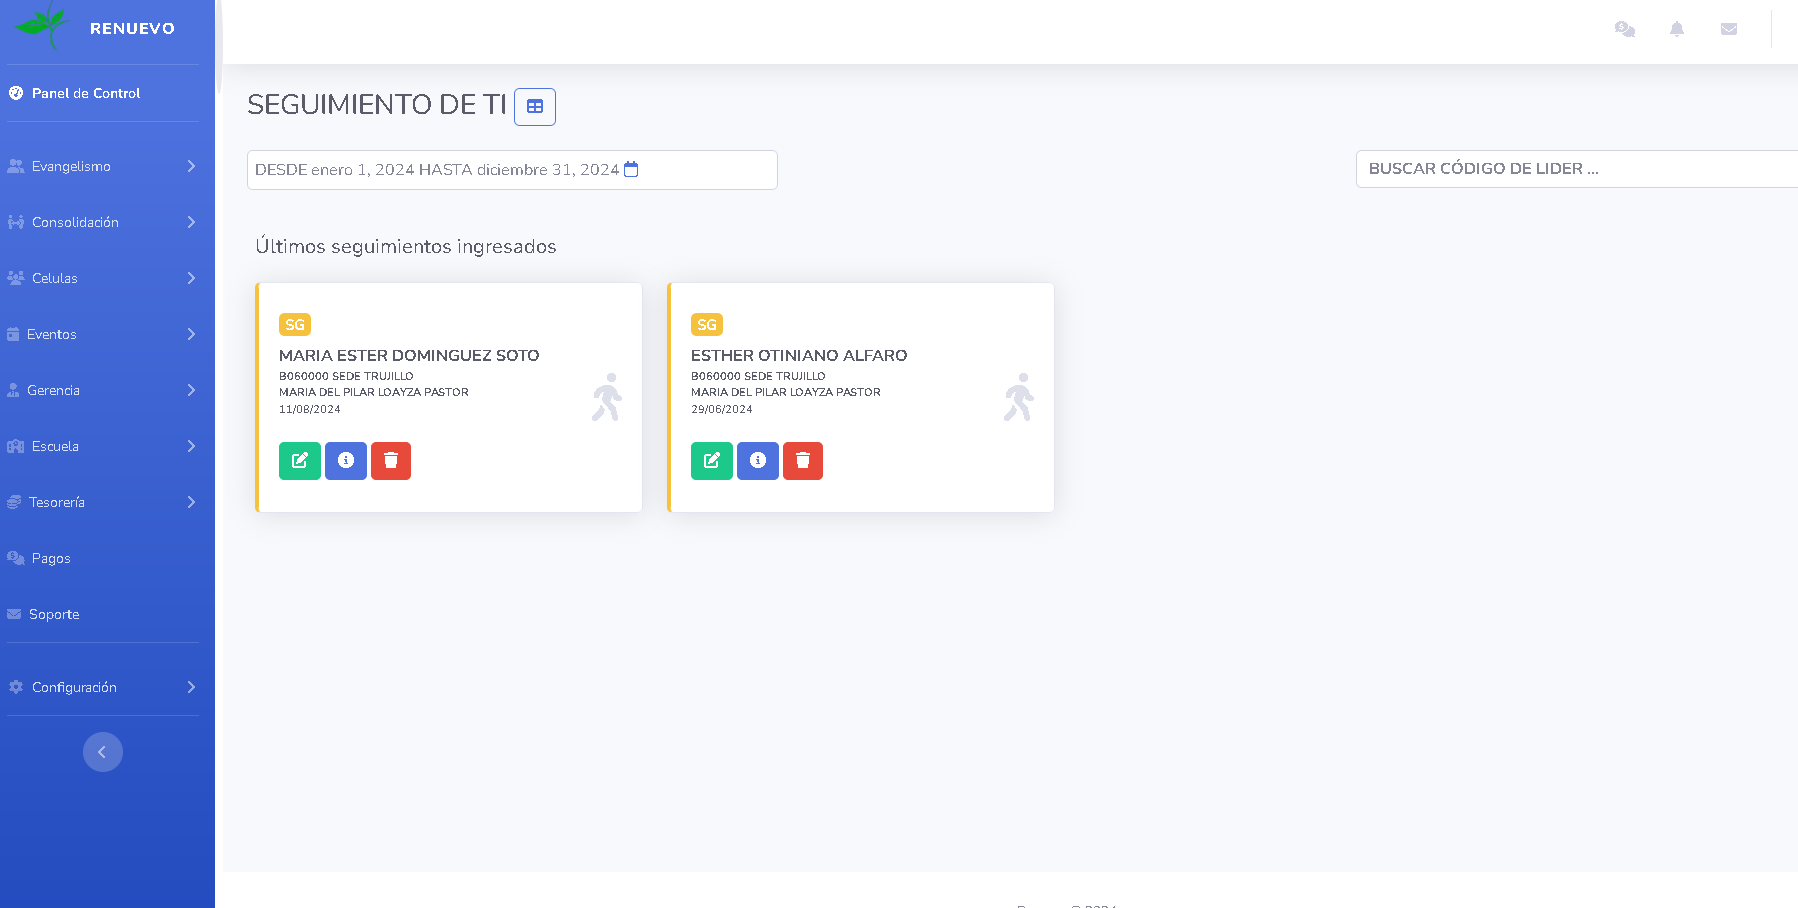 RENUEVO
Panel de Control
Evangelismo
Consolidación
Celulas
Eventos
Gerencia
Escuela
Tesorería
Pagos
Soporte
Configuración
SEGUIMIENTO DE TI
DESDE enero 1, 2024 HASTA diciembre 31, 2024
BUSCAR CÓDIGO DE LIDER ...
Últimos seguimientos ingresados
SG
MARIA ESTER DOMINGUEZ SOTO
B060000 SEDE TRUJILLO
MARIA DEL PILAR LOAYZA PASTOR
11/08/2024
SG
ESTHER OTINIANO ALFARO
B060000 SEDE TRUJILLO
MARIA DEL PILAR LOAYZA PASTOR
29/06/2024